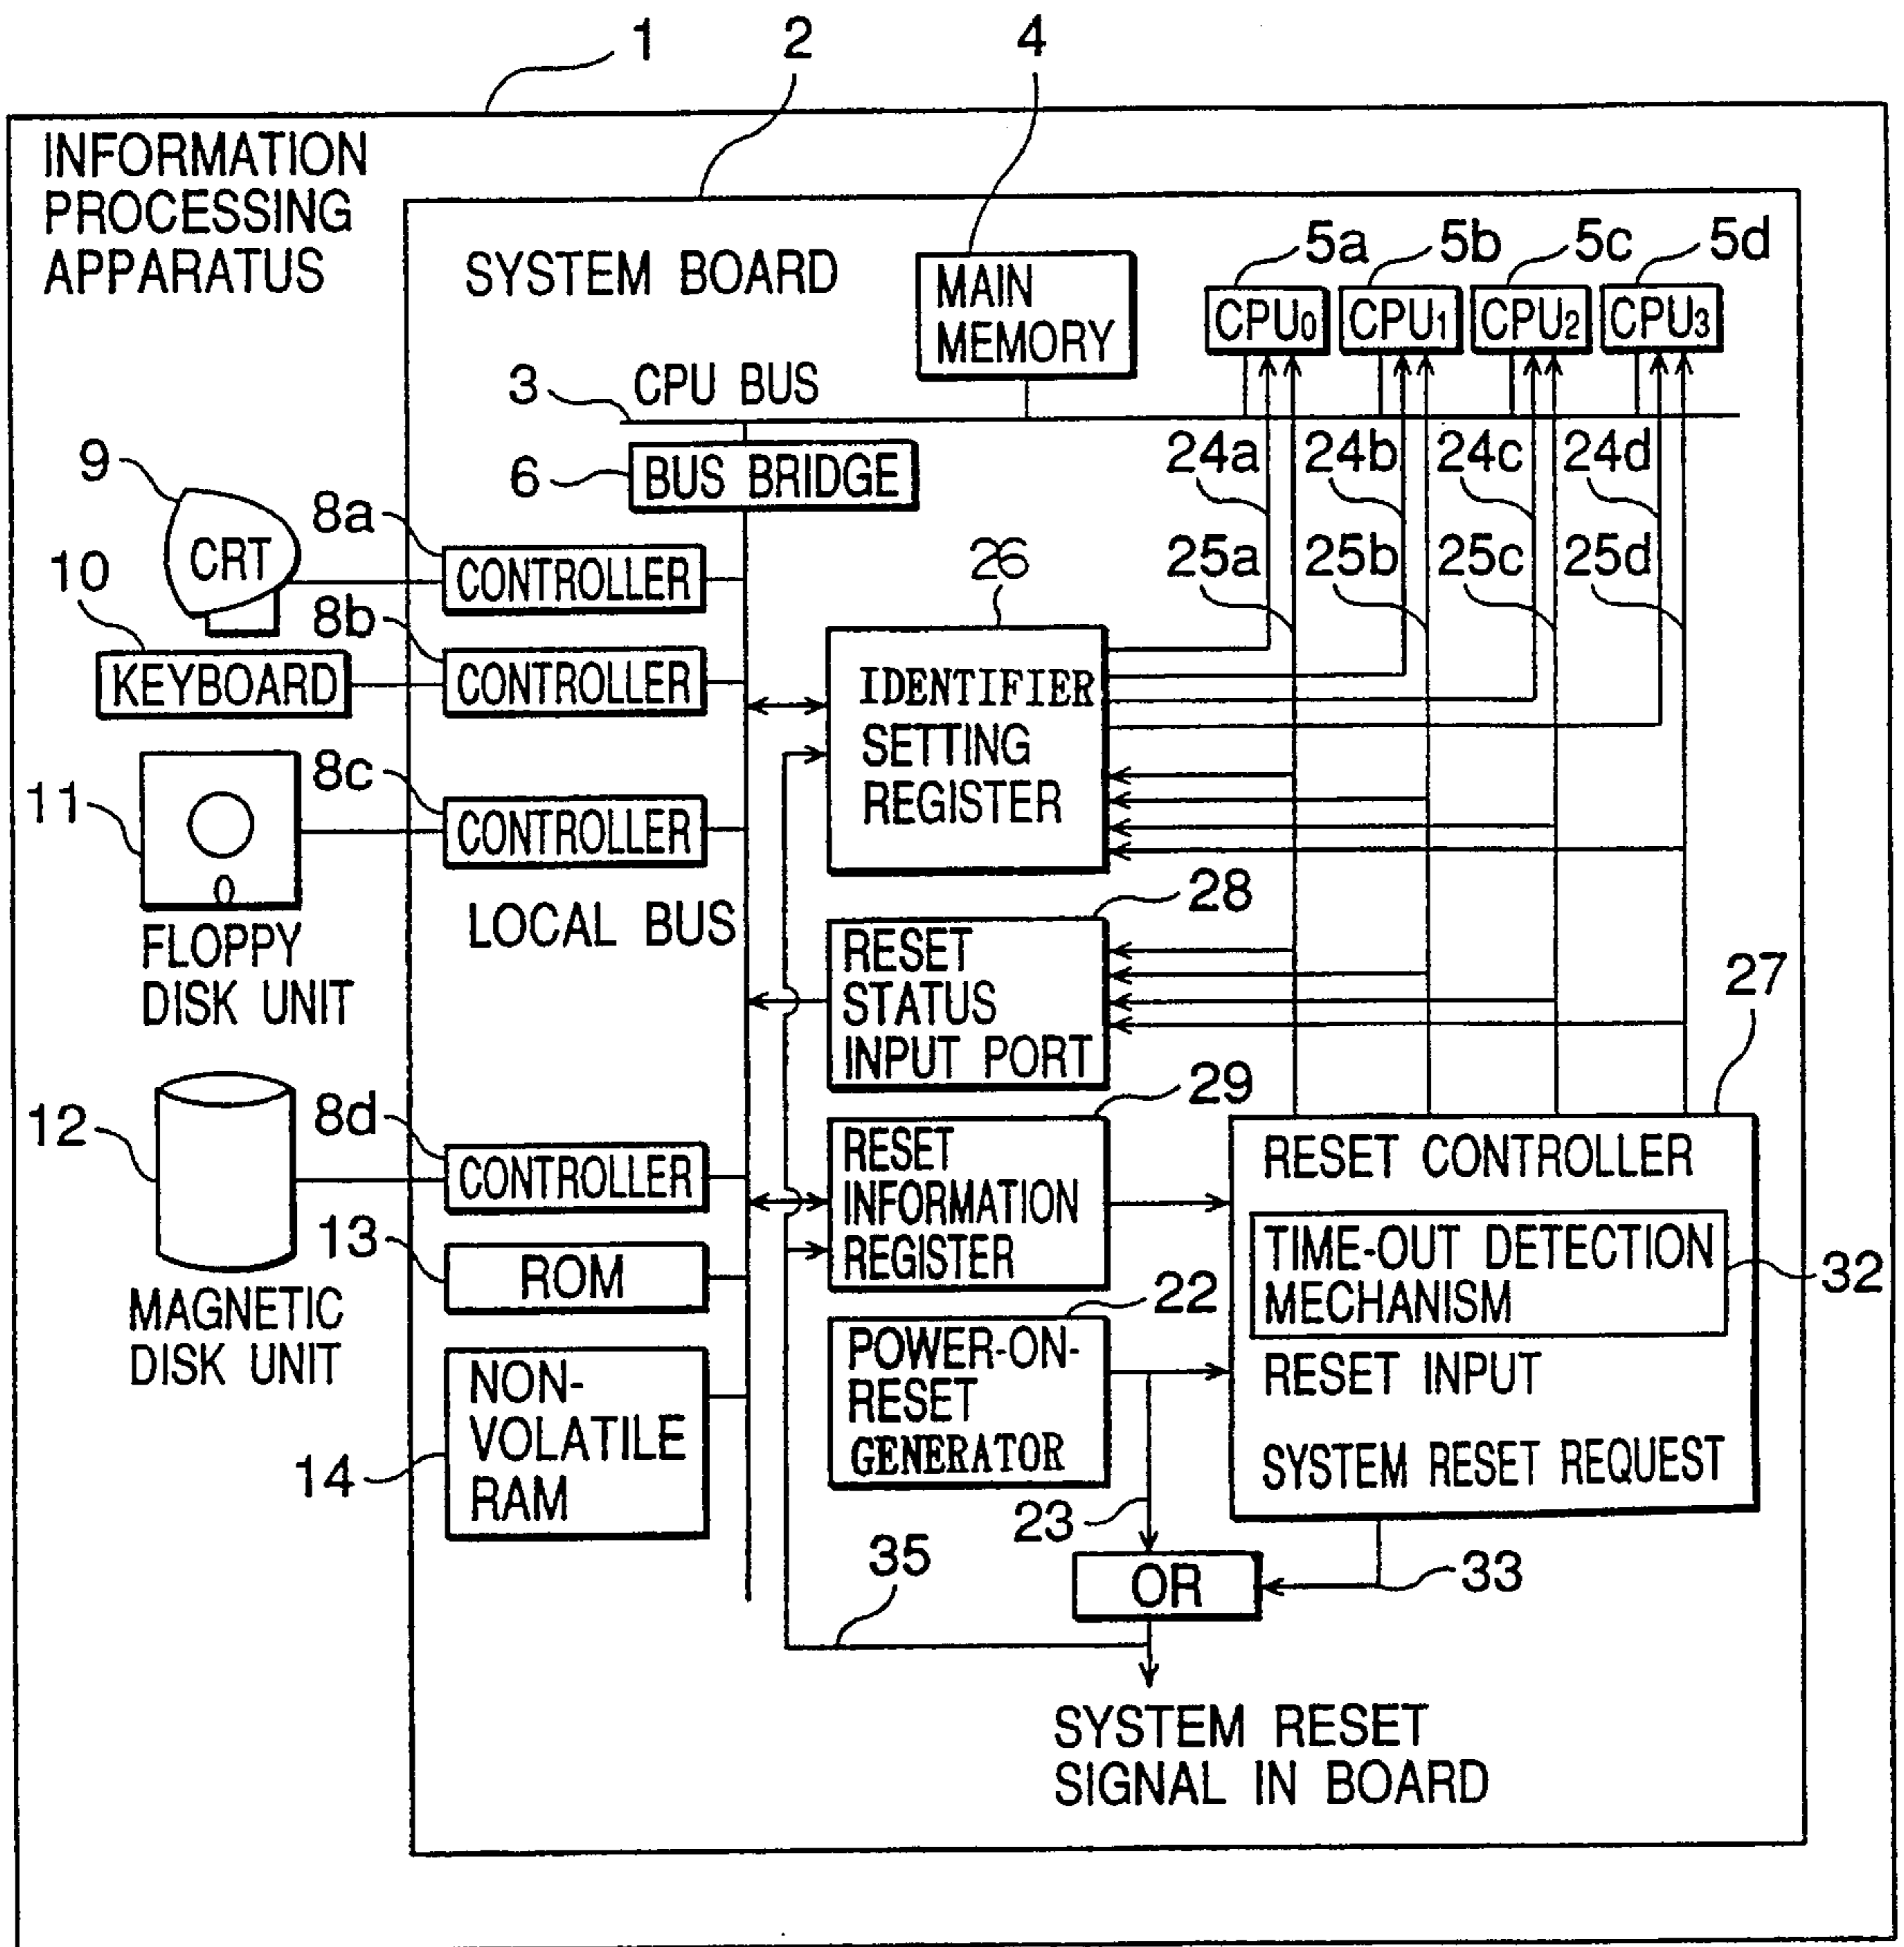 1
2
4
INFORMATION
PROCESSING
APPARATUS
SYSTEM BOARD
MAIN
MEMORY
5a
5b
5c
5d
CPU0
CPU1
CPU2
CPU3
3
CPU BUS
6
BUS BRIDGE
24a
24b
24c
24d
25a
25b
25c
25d
9
CRT
8a
CONTROLLER
10
KEYBOARD
8b
CONTROLLER
26
IDENTIFIER
SETTING
REGISTER
11
FLOPPY
DISK UNIT
8c
CONTROLLER
LOCAL BUS
28
RESET
STATUS
INPUT PORT
27
12
MAGNETIC
DISK UNIT
8d
CONTROLLER
29
RESET
INFORMATION
REGISTER
RESET CONTROLLER
TIME-OUT DETECTION
MECHANISM
32
RESET INPUT
SYSTEM RESET REQUEST
13
ROM
22
POWER-ON-
RESET
GENERATOR
14
NON-
VOLATILE
RAM
23
35
OR
33
SYSTEM RESET
SIGNAL IN BOARD